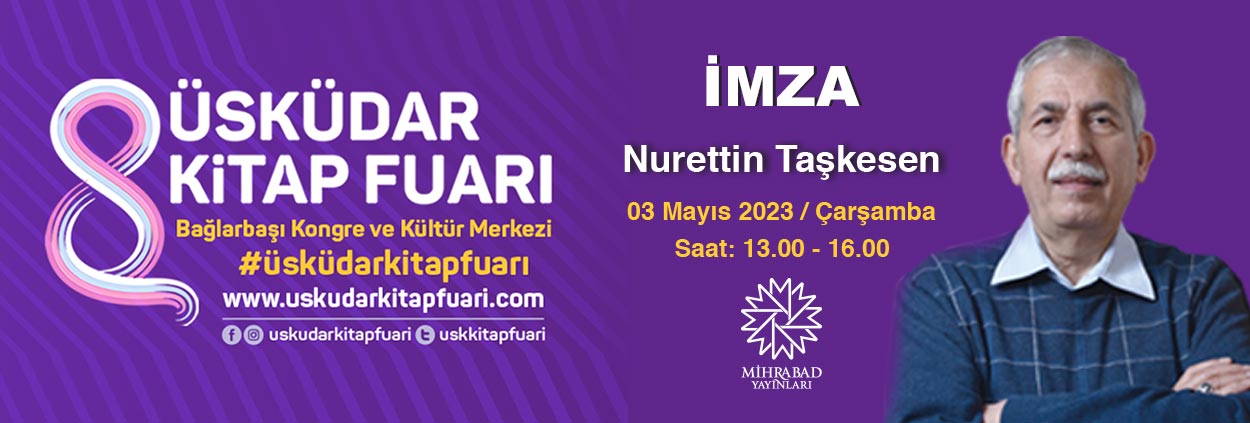 8
ÜSKÜDAR
KİTAP FUARI
Bağlarbaşı Kongre ve Kültür Merkezi
#üsküdarkitapfuarı
www.uskudarkitapfuari.com
uskudarkitapfuari uskkitapfuari
İMZA
Nurettin Taşkesen
03 Mayıs 2023 / Çarşamba
Saat: 13.00 - 16.00
MİHRABAD
YAYINLARI